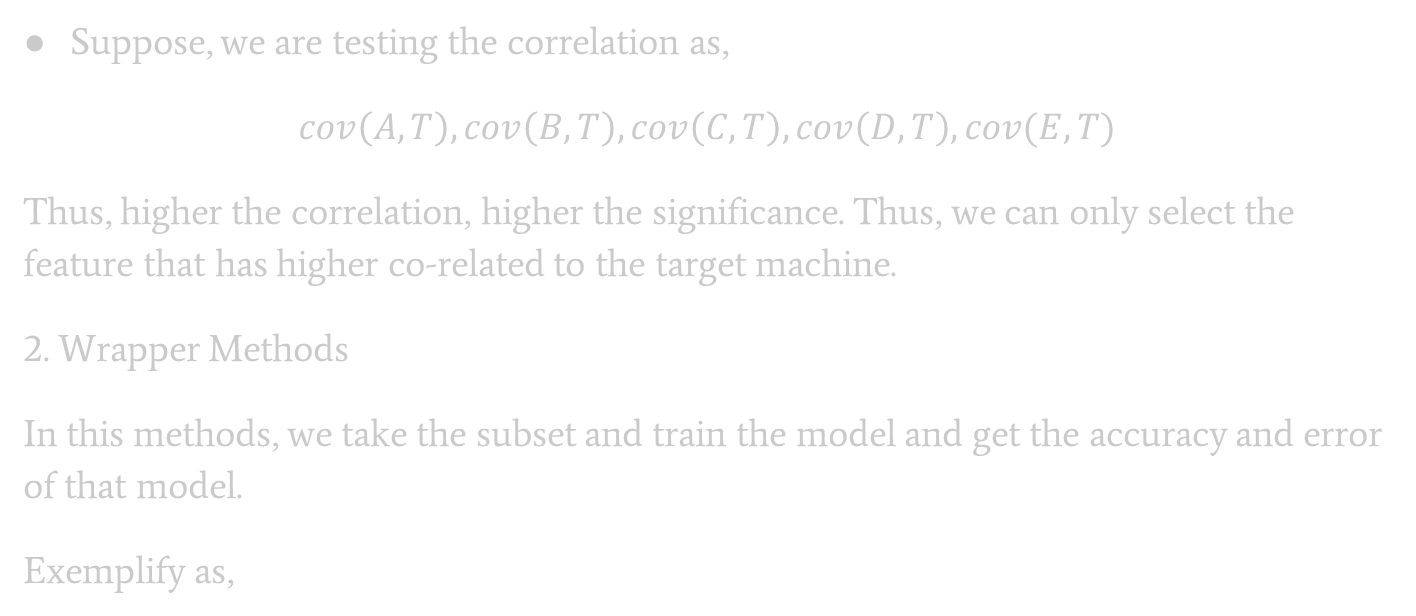 ● Suppose, we are testing the correlation as,
cov(A,T),cov(B,T),cov(C,T),cov(D,T),cov(E,T)
Thus, higher the correlation, higher the significance. Thus, we can only select the
feature that has higher co-related to the target machine.
2. Wrapper Methods
In this methods, we take the subset and train the model and get the accuracy and error
of that model.
Exemplify as,